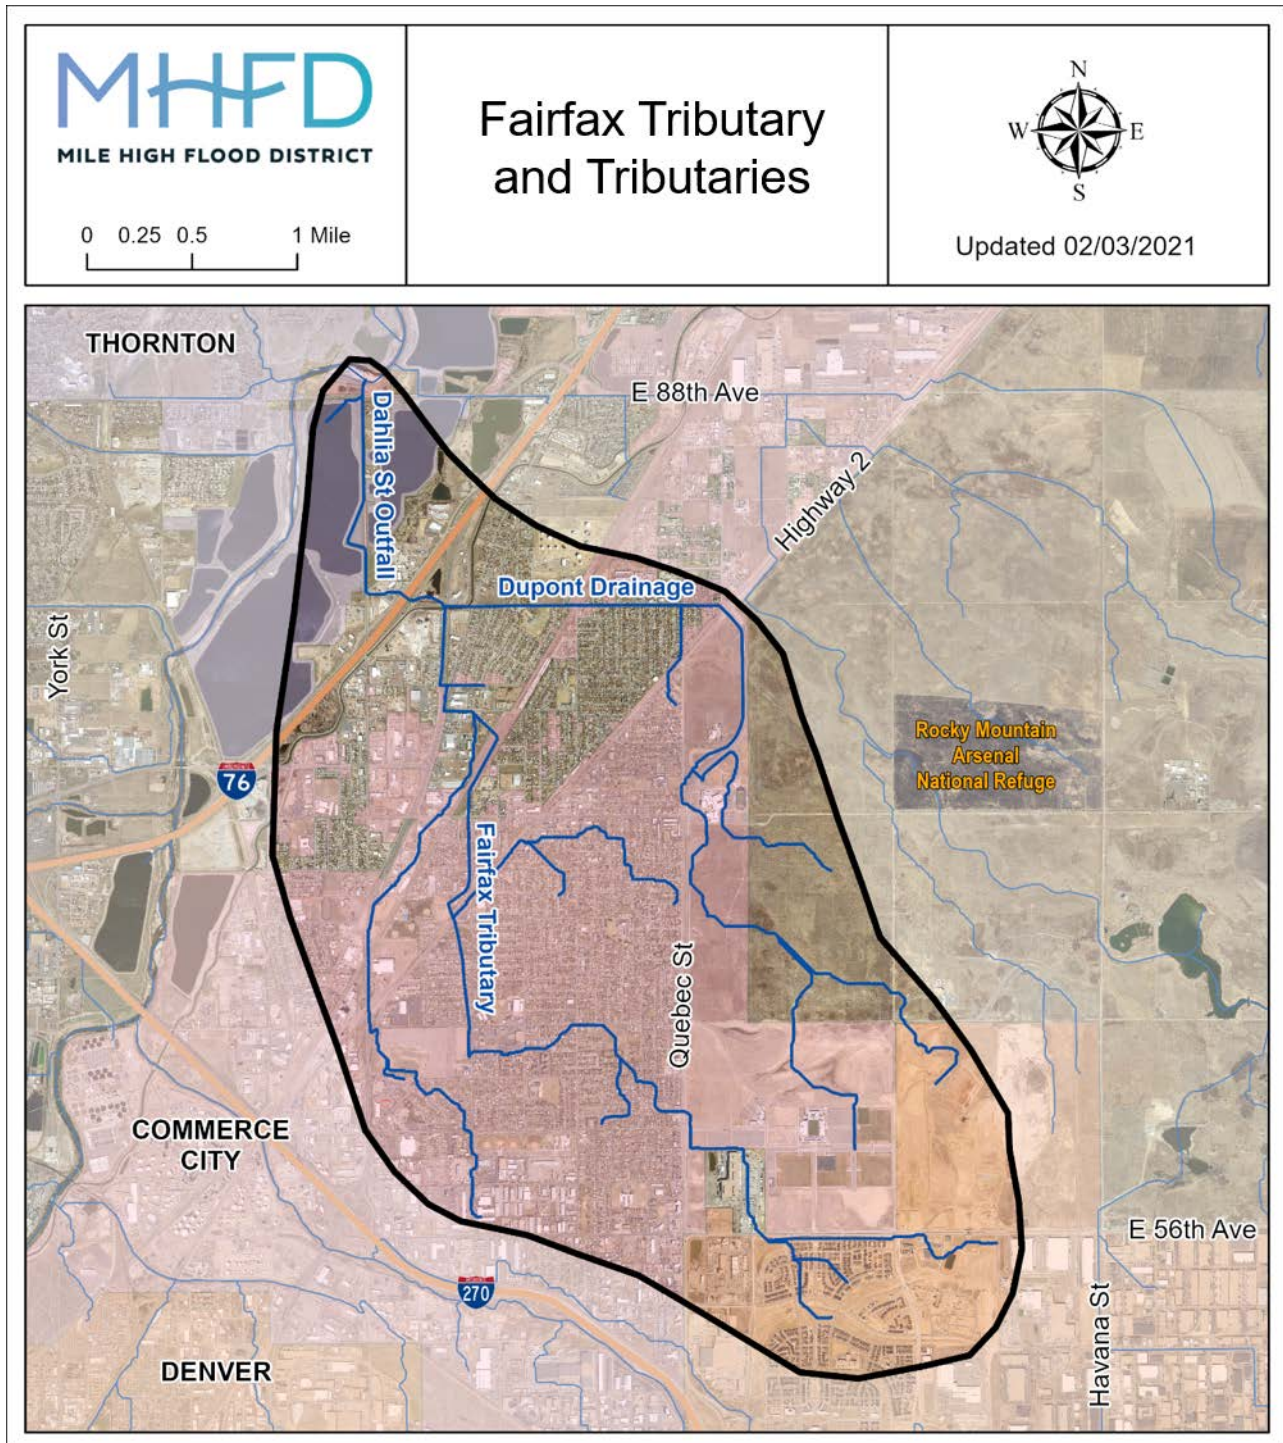 MHFD
MILE HIGH FLOOD DISTRICT
0 0.25 0.5 1 Mile
Fairfax Tributary
and Tributaries
N
W E
S
Updated 02/03/2021
THORNTON
E 88th Ave
Dahlia St Outfall
Highway 2
Dupont Drainage
York St
Rocky Mountain
Arsenal
National Refuge
76
Fairfax Tributary
Quebec St
COMMERCE
CITY
E 56th Ave
270
Havana St
DENVER